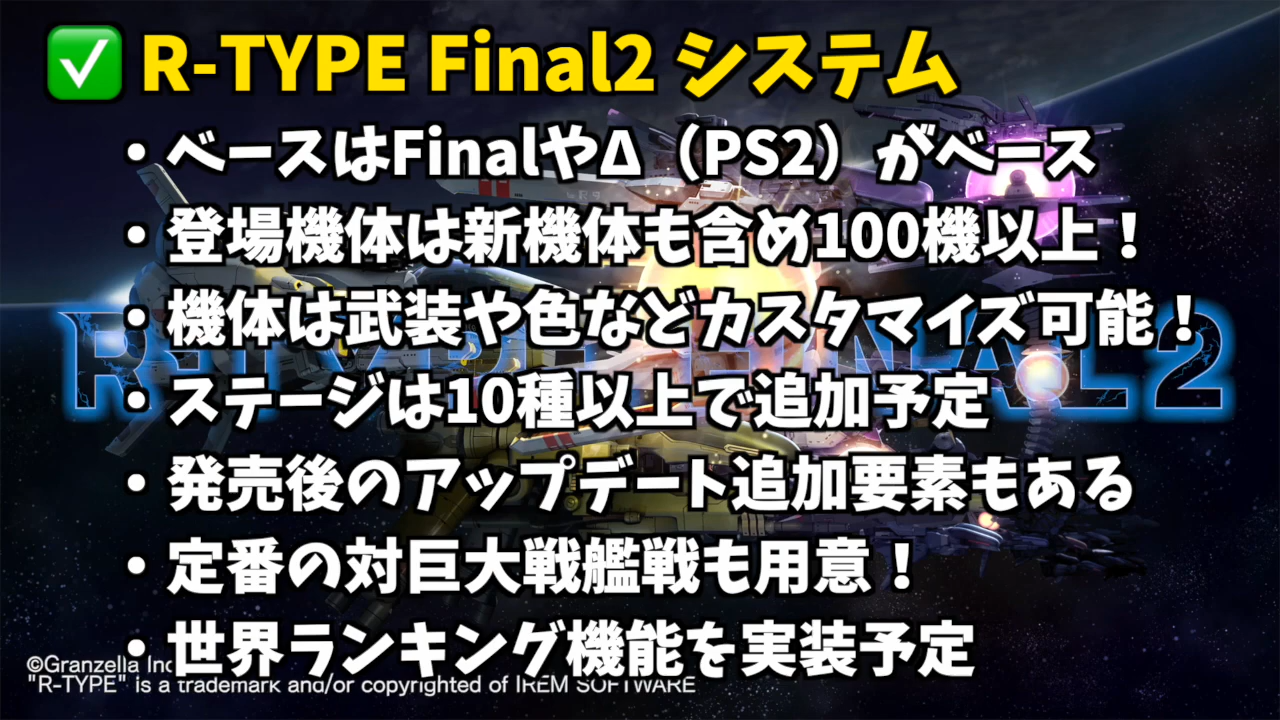 ✅ R-TYPE Final2 システム
・ベースはFinalやΔ（PS2）がベース
・登場機体は新機体も含め100機以上！
・機体は武装や色などカスタマイズ可能！
R-TYPE FINAL 2
・ステージは10種以上で追加予定
・発売後のアップデート追加要素もある
・定番の対巨大戦艦戦も用意！
・世界ランキング機能を実装予定
©Granzella Inc
"R-TYPE" is a trademark and/or copyrighted of IREM SOFTWARE